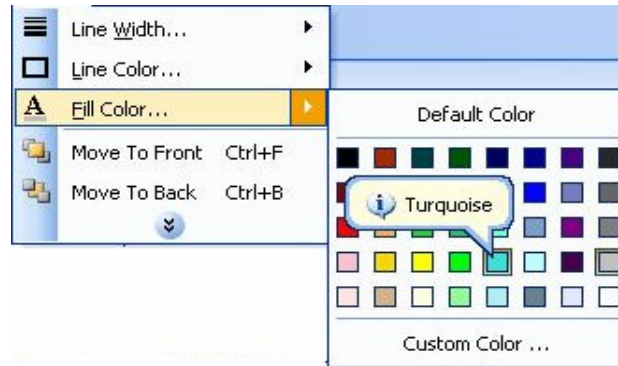 Line Width...
Line Color...
A Fill Color...
Move To Front Ctrl+F
Move To Back Ctrl+B
Default Color
Turquoise
Custom Color ...